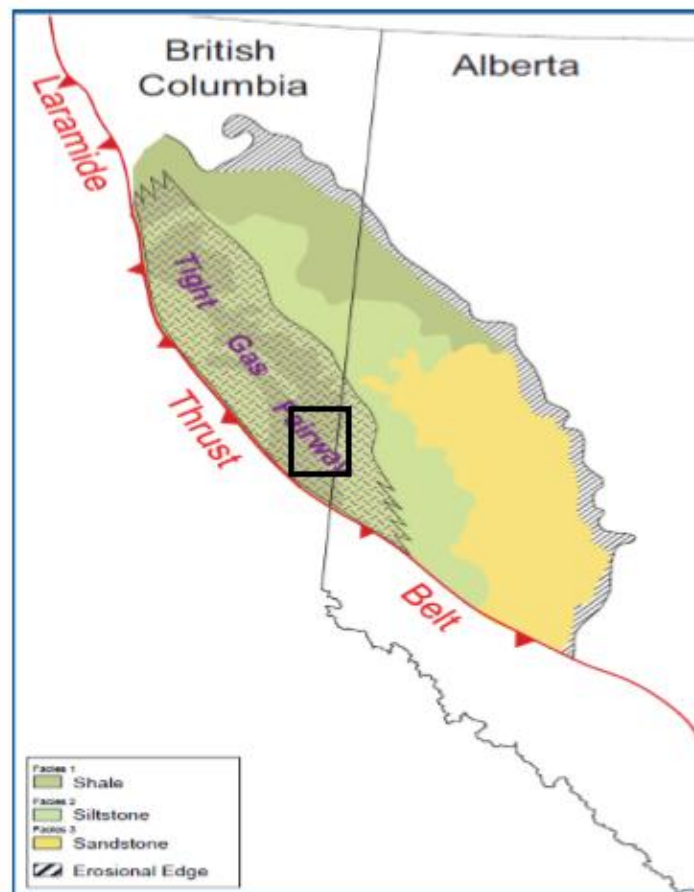 British
Columbia
Alberta
Laramide
Tight
Gas
Fairway
Thrust
Belt
Facies 1
Shale
Facies 2
Siltstone
Facies 3
Sandstone
Erosional Edge